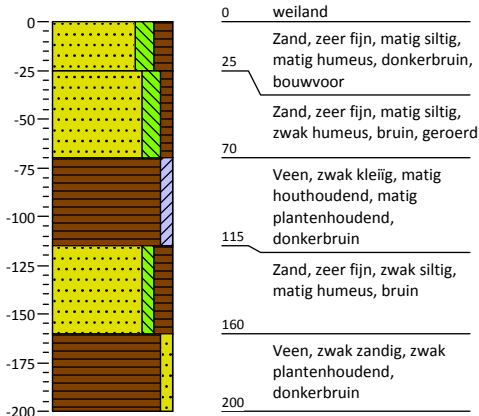 0
-25
-50
-75
-100
-125
-150
-175
-200
0 weiland
Zand, zeer fijn, matig siltig,
matig humeus, donkerbruin,
bouwvoor
25
Zand, zeer fijn, matig siltig,
zwak humeus, bruin, geroerd
70
Veen, zwak kleiïg, matig
houthoudend, matig
plantenhoudend,
donkerbruin
115
Zand, zeer fijn, zwak siltig,
matig humeus, bruin
160
Veen, zwak zandig, zwak
plantenhoudend,
donkerbruin
200